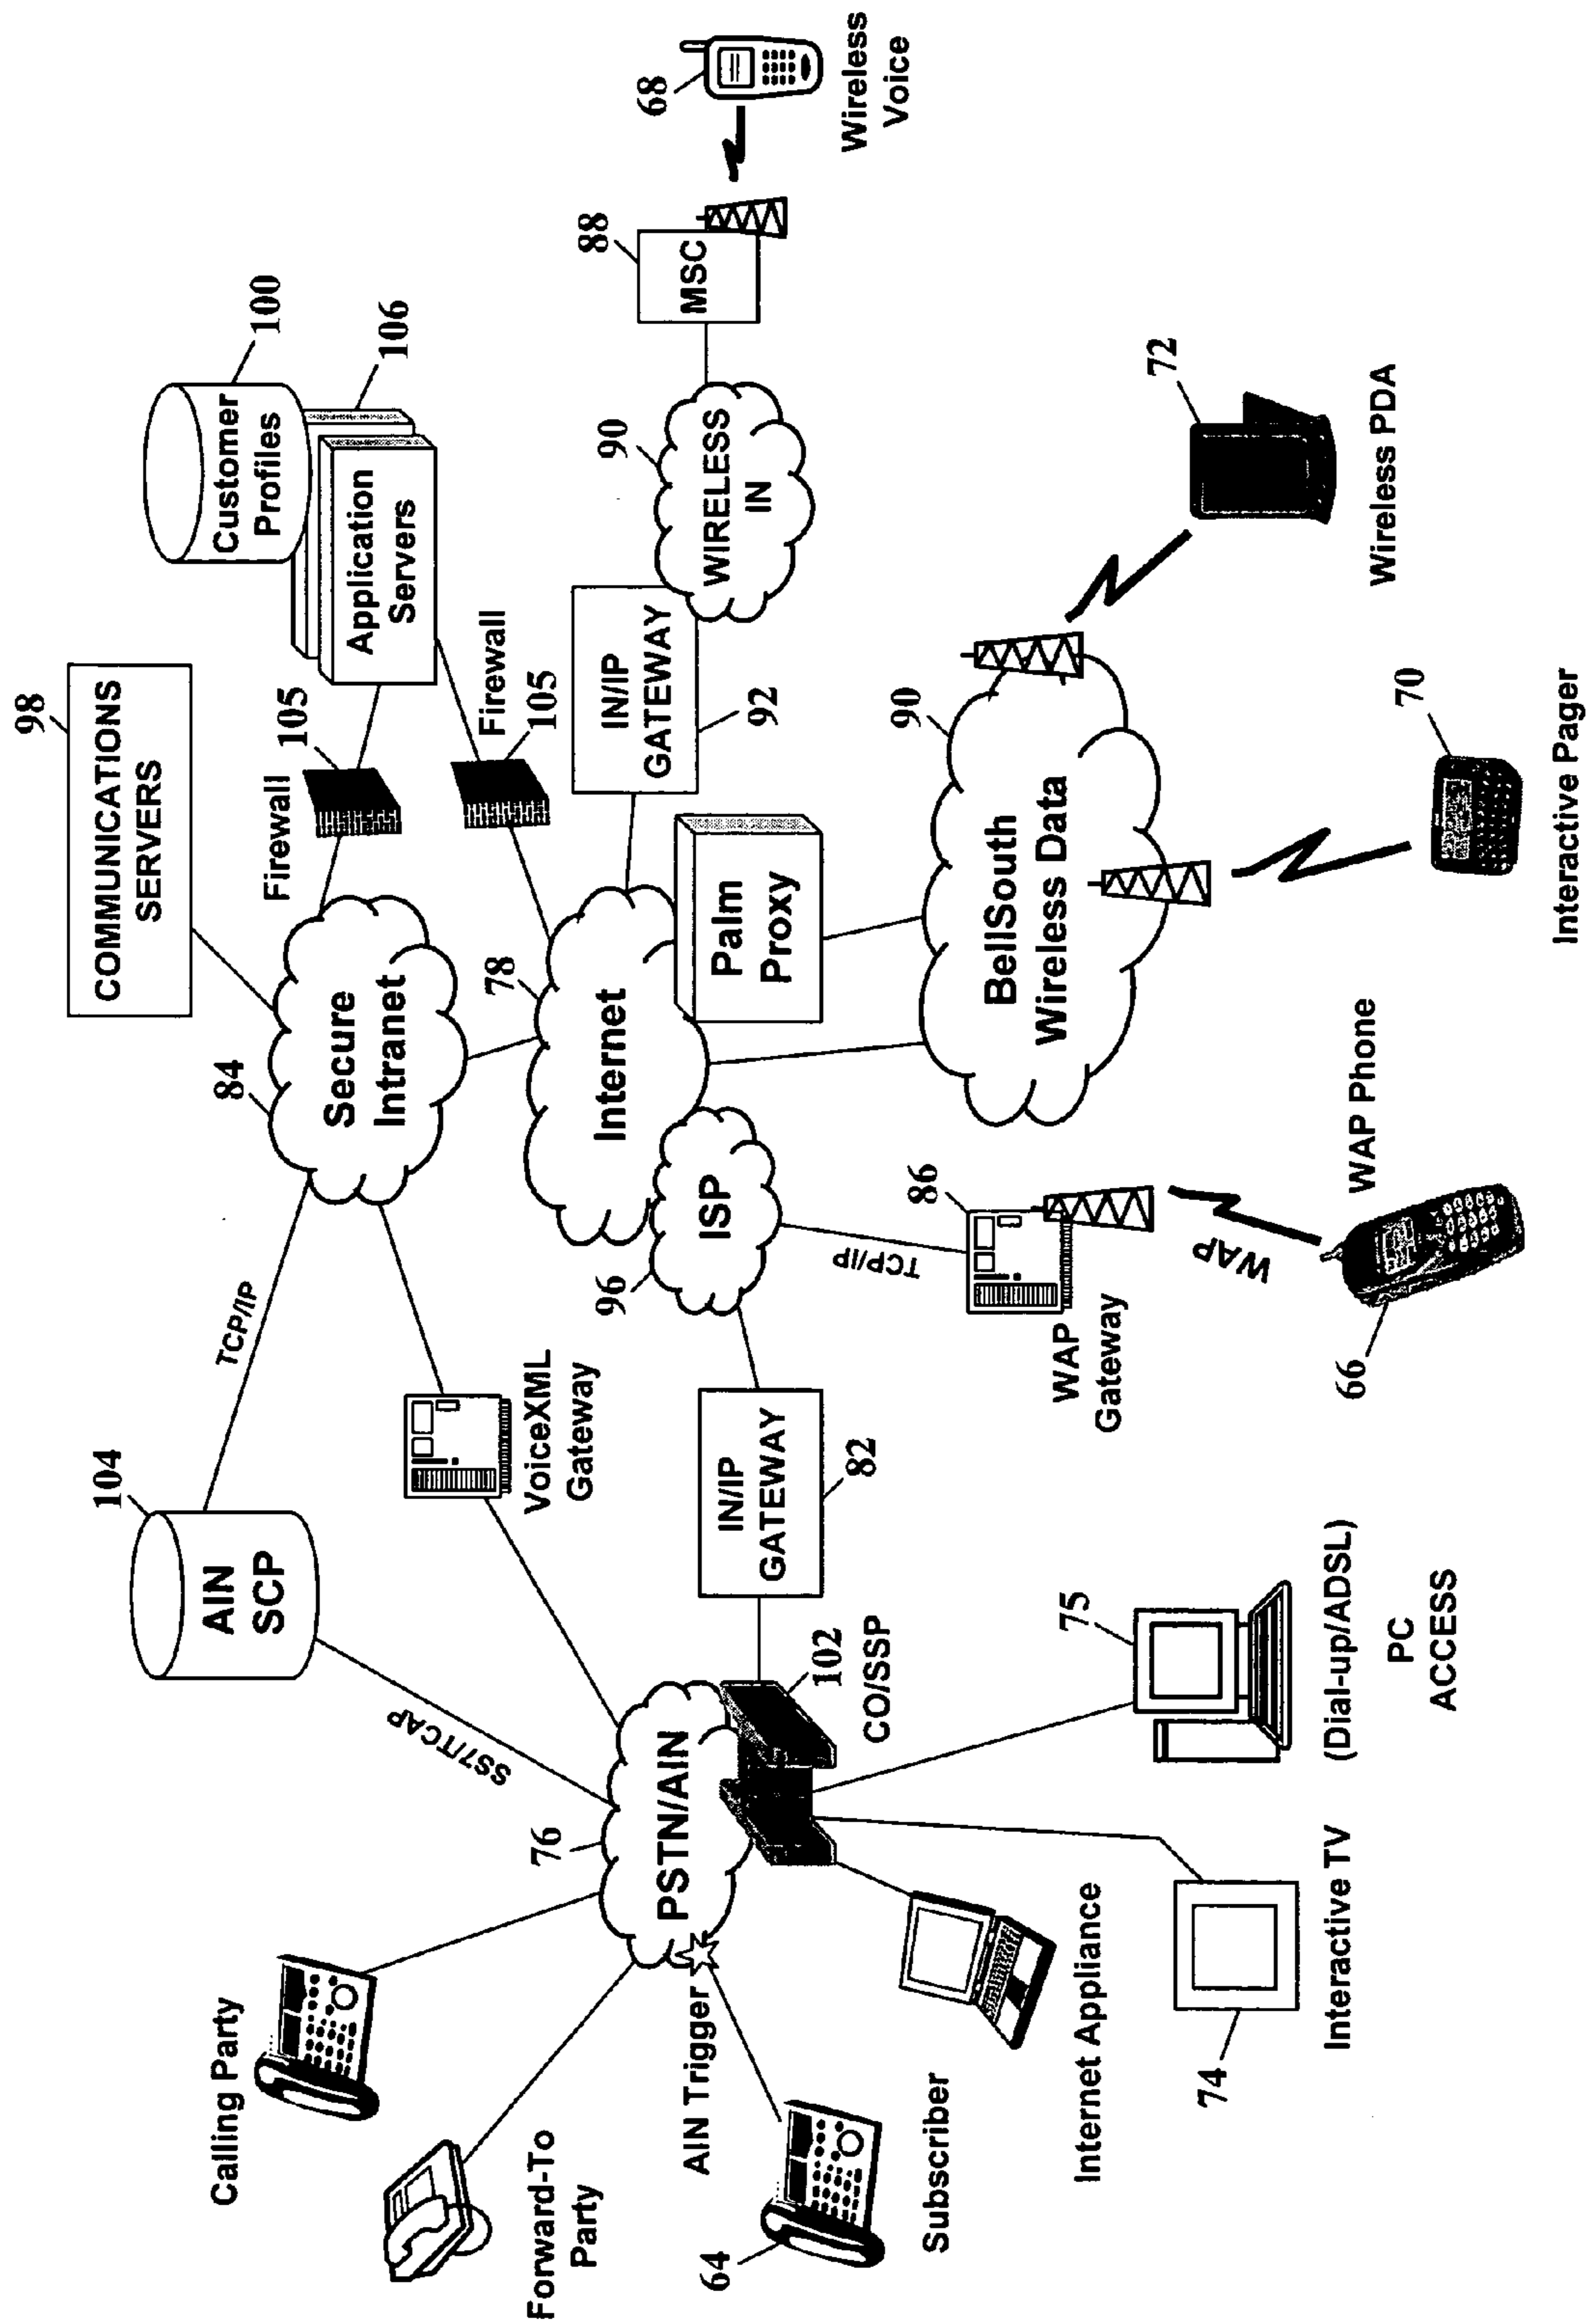 98
COMMUNICATIONS
SERVERS
100
Customer
Profiles
106
Application
Servers
104
AIN
SCP
TCP/IP
84
Secure
Intranet
Firewall
105
Firewall
105
SS7/TCAP
VoiceXML
Gateway
78
Internet
IN/IP
GATEWAY
92
90
WIRELESS
IN
88
MSC
68
Wireless
Voice
Calling Party
Forward-To
Party
76
PSTN/AIN
AIN Trigger
64
Subscriber
102
CO/SSP
IN/IP
GATEWAY
82
96
ISP
Palm
Proxy
TCP/IP
86
WAP
Gateway
WAP
WAP Phone
66
90
BellSouth
Wireless Data
72
Wireless PDA
70
Interactive Pager
Internet Appliance
74
Interactive TV
75
(Dial-up/ADSL)
PC
ACCESS